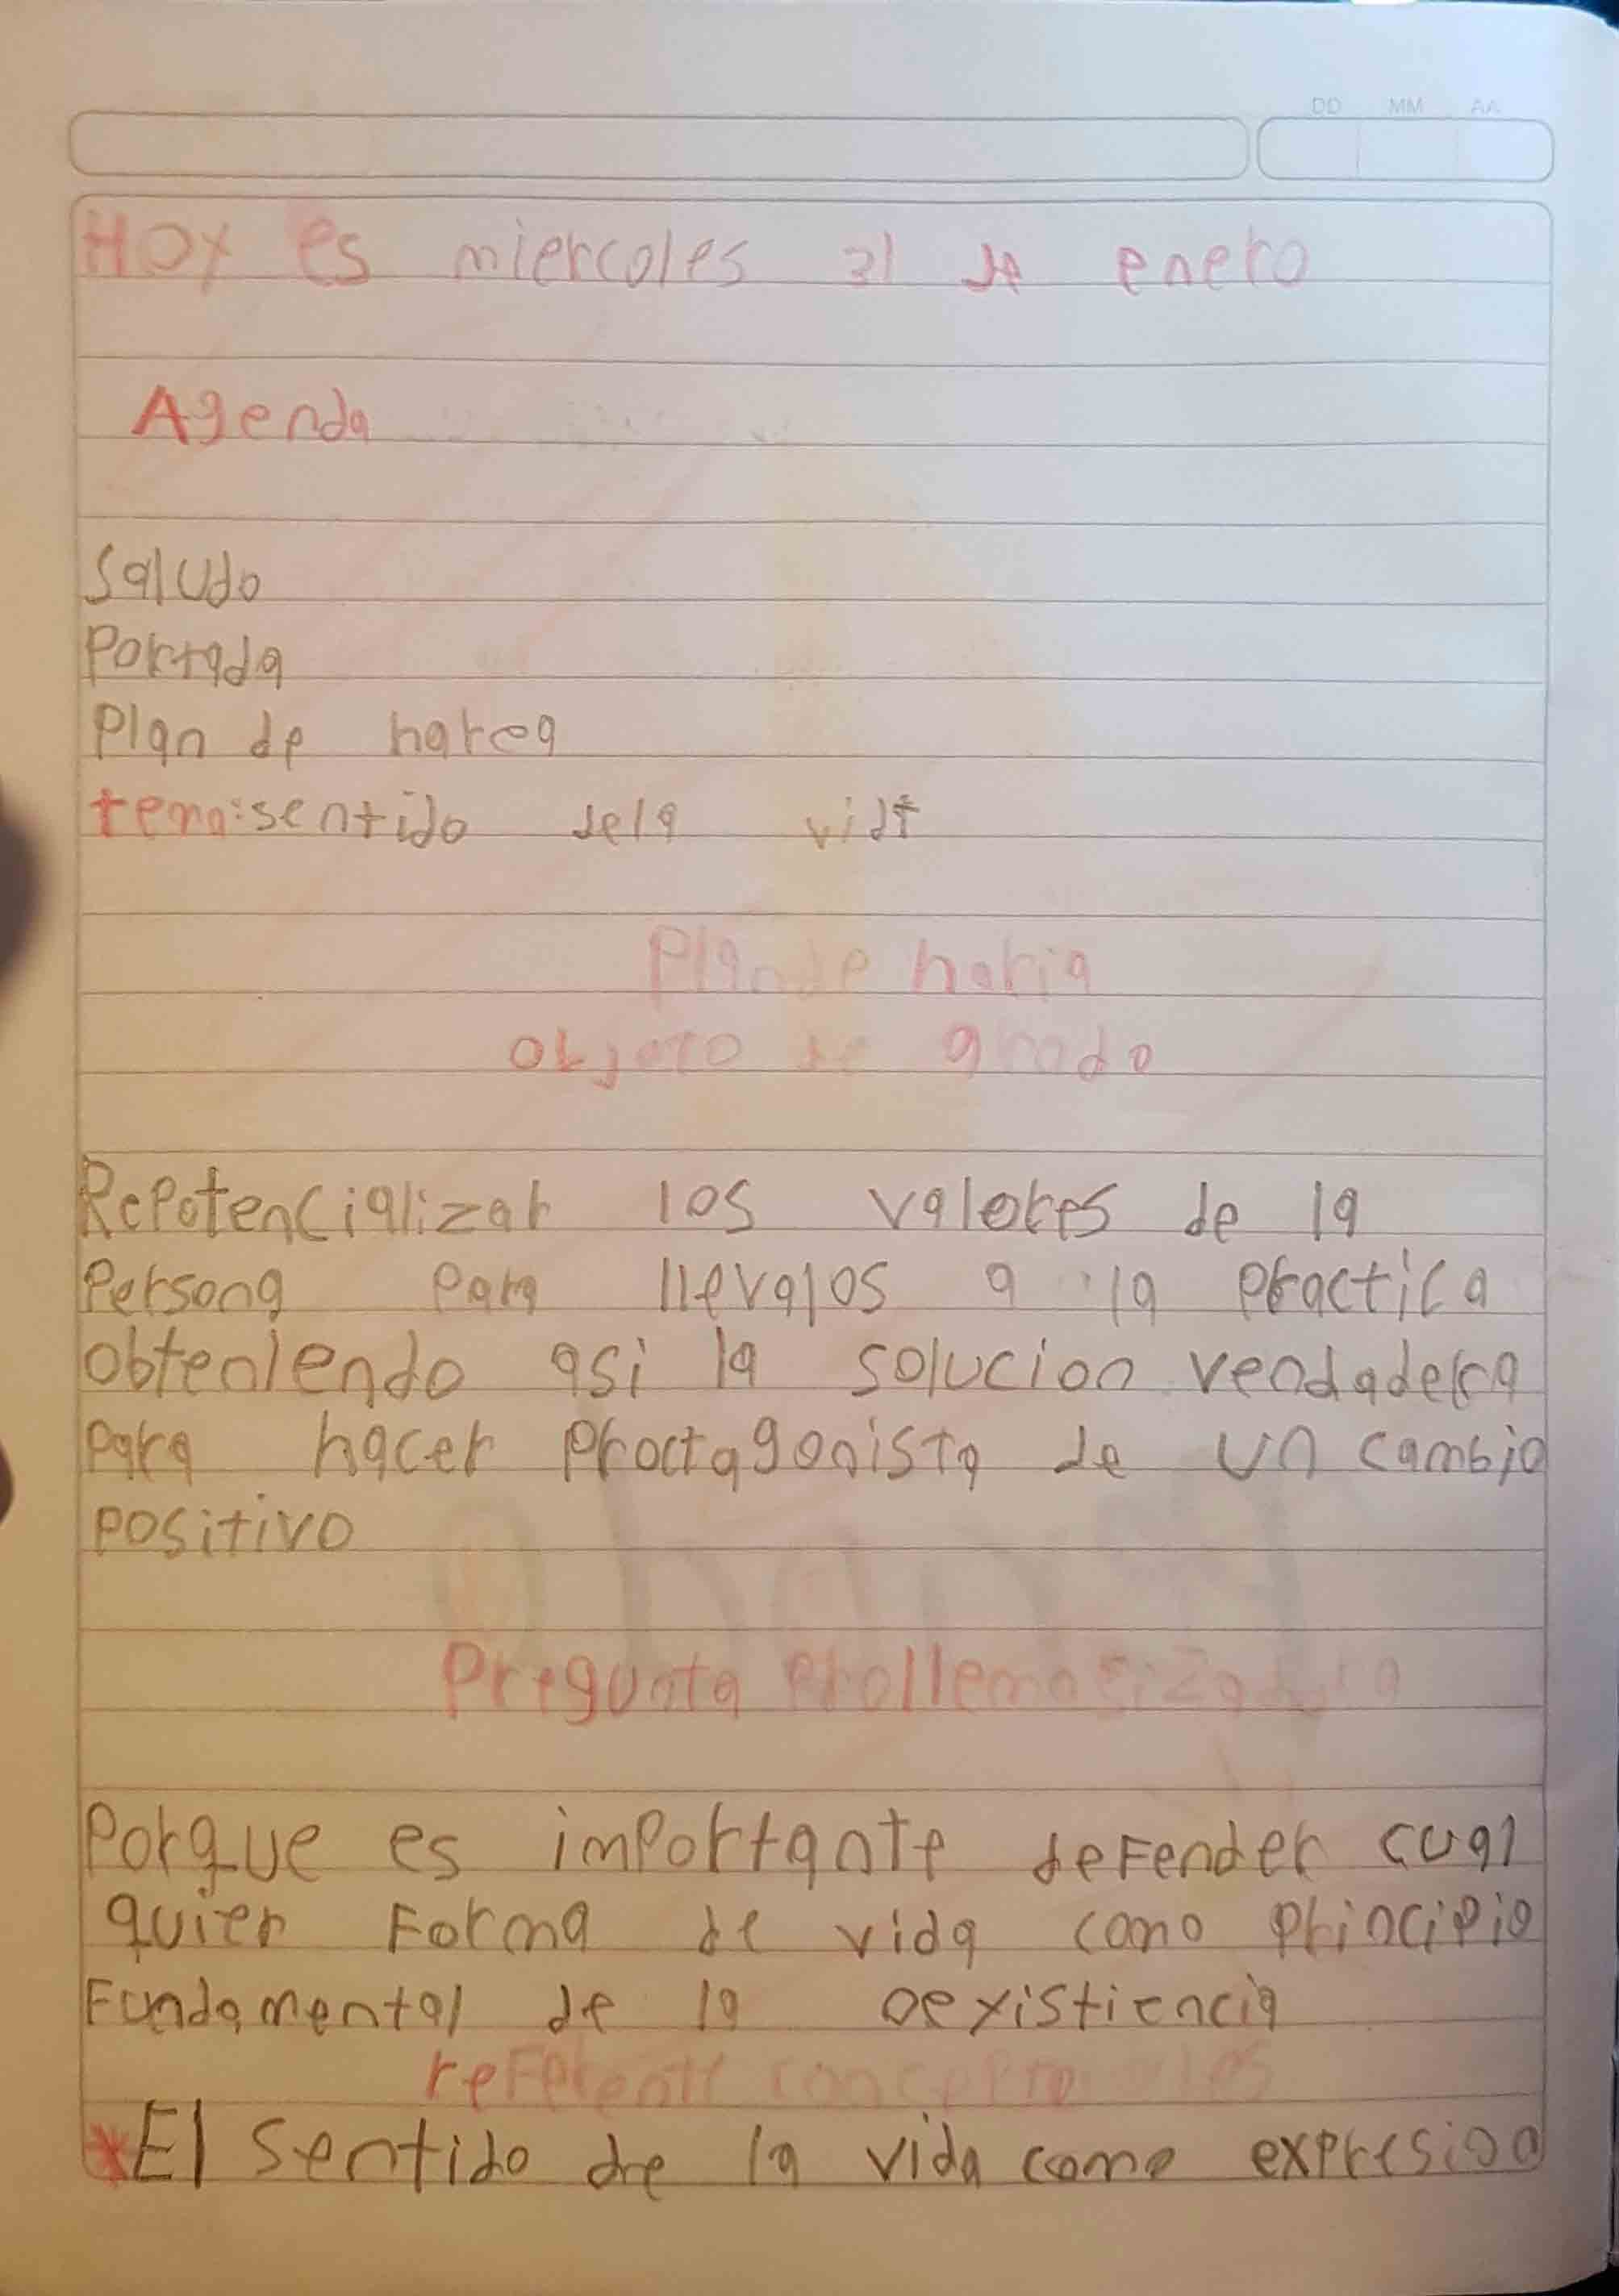 DD MM AA
Hoy es miercoles 31 de enero
Agenda
Saludo
Portada
Plan de harea
tema: sentido dela vida
Plan de haria
objeto de grado
Repotencializar los valores de la
Persona para llevalos a la practica
obteniendo asi la solucion vendadera
para hacer proctagonista de un cambio
positivo
Pregunta Prollemasizadora
Porque es importante defender cual
quier forma de vida como principio
Fundamental de la oexistiencia
referente conceptuales
*El sentido de la vida como expresion